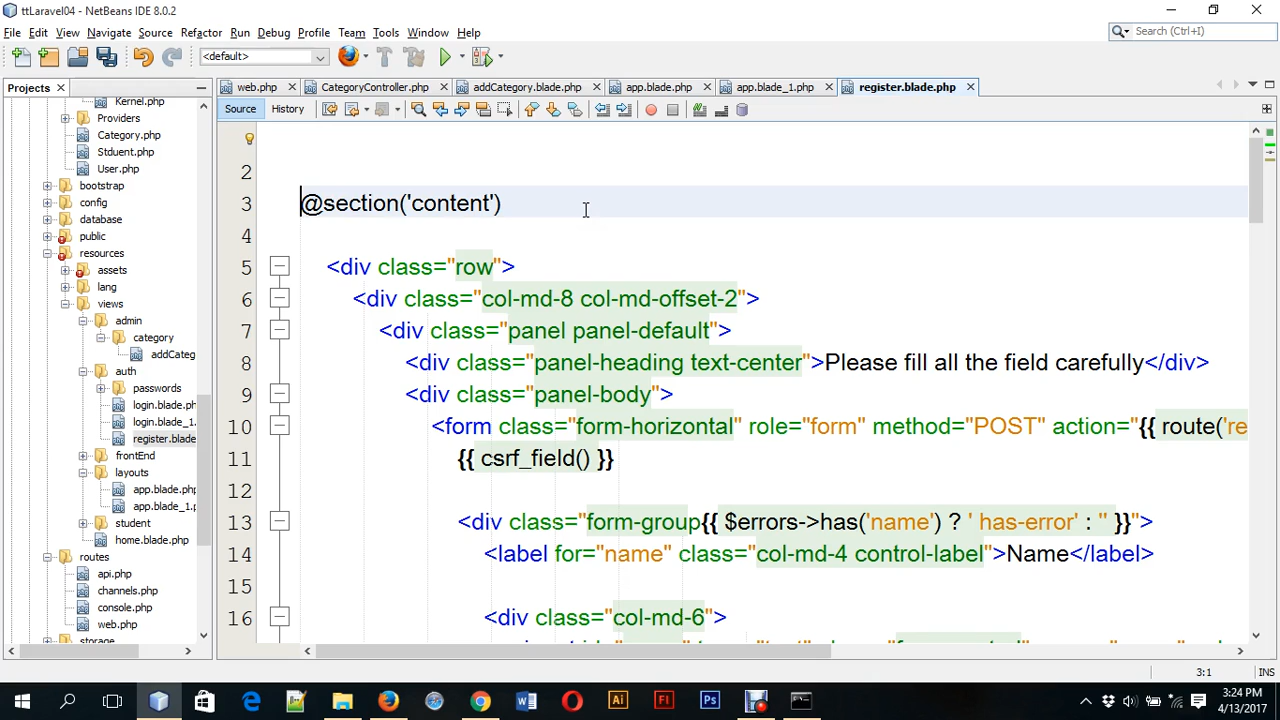 ttLaravel04 - NetBeans IDE 8.0.2
File Edit View Navigate Source Refactor Run Debug Profile Team Tools Window Help
Search (Ctrl+I)
<default>
Projects
web.php
CategoryController.php
addCategory.blade.php
app.blade.php
app.blade_1.php
register.blade.php
Source History
Kernel.php
Providers
Category.php
Stduent.php
User.php
bootstrap
config
database
public
resources
assets
lang
views
admin
category
addCateg
auth
passwords
login.blade.ph
login.blade_1.
register.blade
frontEnd
layouts
app.blade.php
app.blade_1.p
student
home.blade.php
routes
api.php
channels.php
console.php
web.php
storage
2
3 @section('content')
4
5 <div class="row">
6 <div class="col-md-8 col-md-offset-2">
7 <div class="panel panel-default">
8 <div class="panel-heading text-center">Please fill all the field carefully</div>
9 <div class="panel-body">
10 <form class="form-horizontal" role="form" method="POST" action="{{ route('re
11 {{ csrf_field() }}
12
13 <div class="form-group{{ $errors->has('name') ? ' has-error' : '' }}">
14 <label for="name" class="col-md-4 control-label">Name</label>
15
16 <div class="col-md-6">
3:1 INS
3:24 PM
4/13/2017